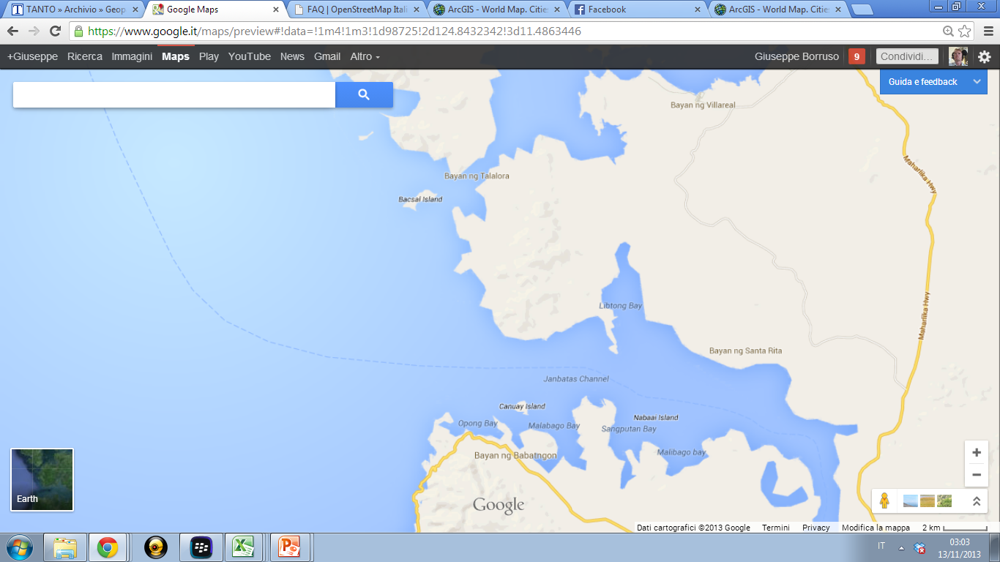 TANTO » Archivio » Geop
Google Maps
FAQ | OpenStreetMap Itali
ArcGIS - World Map. Citie
Facebook
ArcGIS - World Map. Citie
https://www.google.it/maps/preview#!data=!1m4!1m3!1d98725!2d124.8432342!3d11.4863446
+Giuseppe Ricerca Immagini Maps Play YouTube News Gmail Altro
Giuseppe Borruso 9 Condividi...
Guida e feedback
Bayan ng Villareal
Maharlika Hwy
Bayan ng Talalora
Bacsal Island
Libtong Bay
Maharlika Hwy
Bayan ng Santa Rita
Janbatas Channel
Canuay Island
Nabaai Island
Opong Bay
Malabago Bay
Sangputan Bay
Malibago bay
Bayan ng Babatngon
Earth
Google
Dati cartografici ©2013 Google Termini Privacy Modifica la mappa 2 km
IT
03:03
13/11/2013